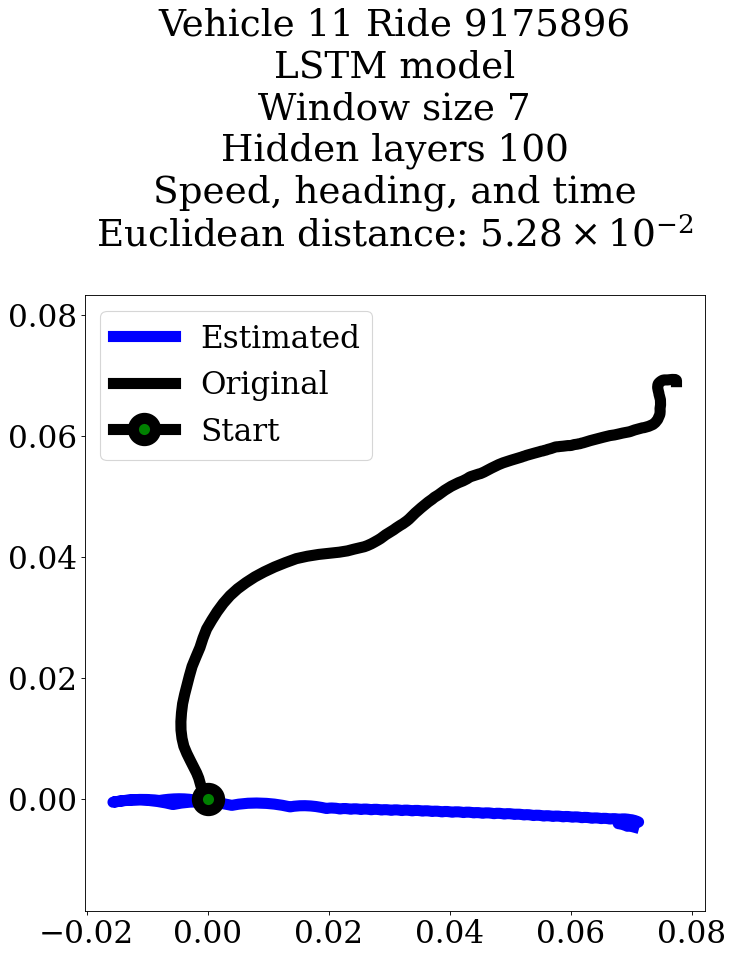 Vehicle 11 Ride 9175896
LSTM model
Window size 7
Hidden layers 100
Speed, heading, and time
Euclidean distance: 5.28 × 10⁻²
Estimated
Original
Start
0.08
0.06
0.04
0.02
0.00
−0.02 0.00 0.02 0.04 0.06 0.08